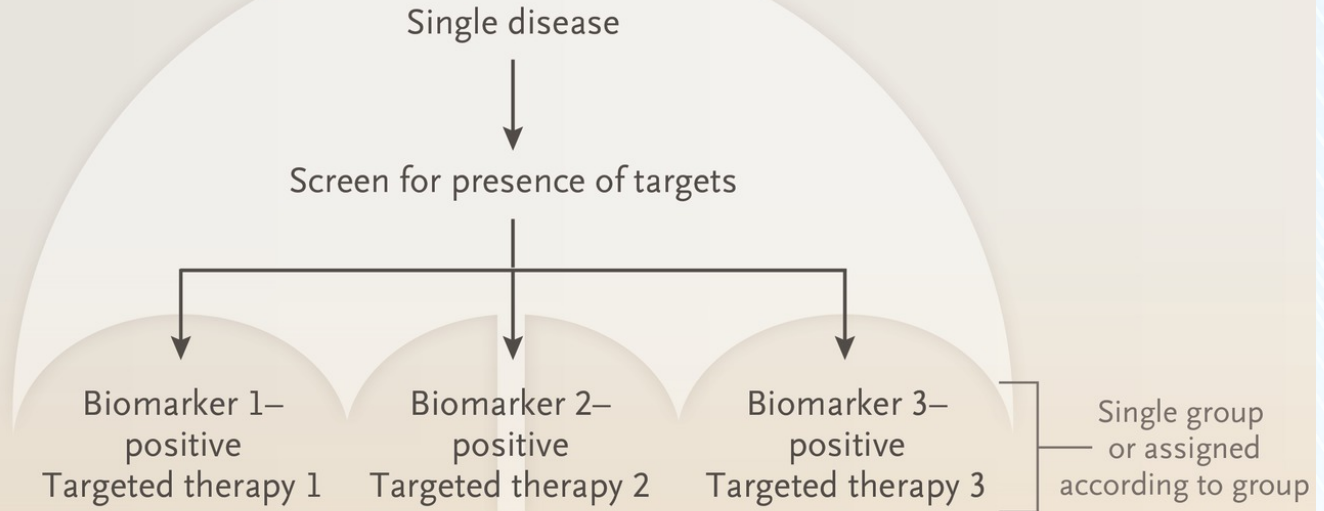 Single disease
Screen for presence of targets
Biomarker 1–
positive
Targeted therapy 1
Biomarker 2–
positive
Targeted therapy 2
Biomarker 3–
positive
Targeted therapy 3
Single group
or assigned
according to group